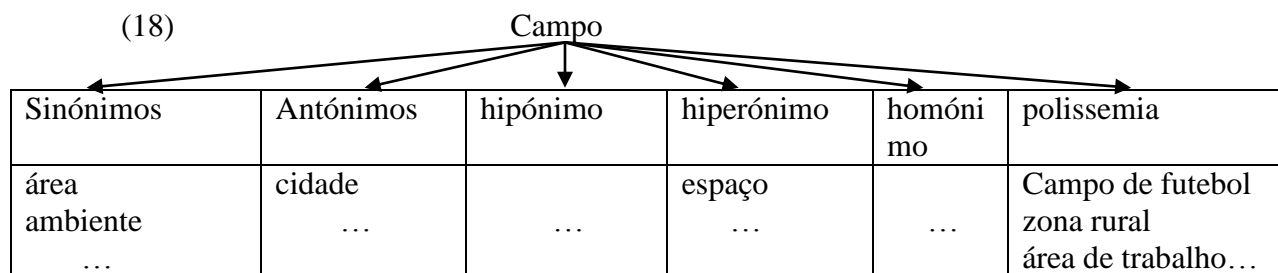 (18) Campo
Sinónimos Antónimos hipónimo hiperónimo homóni
mo polissemia
área cidade espaço Campo de futebol
ambiente … … … … zona rural
… área de trabalho…